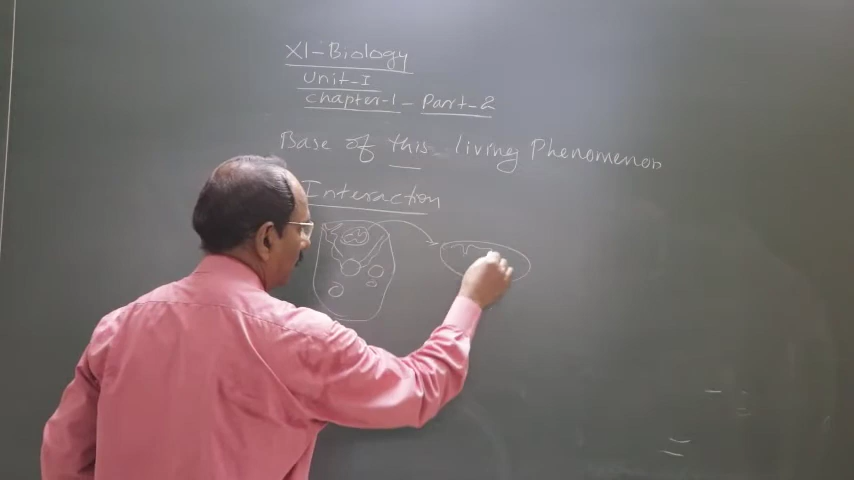 XI-Biology
Unit-I
Chapter-1 - Part-2
Base of this living Phenomenon
Interaction